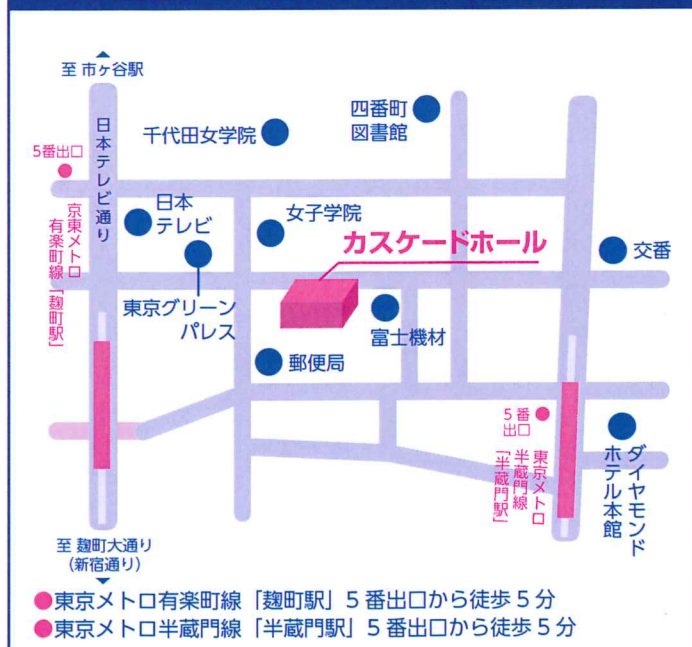 至 市ヶ谷駅
日本テレビ通り
5番出口
京東メトロ
有楽町線「麹町駅」
千代田女学院
四番町
図書館
日本
テレビ
女子学院
カスケードホール
交番
東京グリーン
パレス
富士機材
郵便局
5番
出口
東京メトロ
半蔵門線
「半蔵門駅」
ダイヤモンド
ホテル本館
至 麹町大通り
(新宿通り)
●東京メトロ有楽町線「麹町駅」5番出口から徒歩5分
●東京メトロ半蔵門線「半蔵門駅」5番出口から徒歩5分